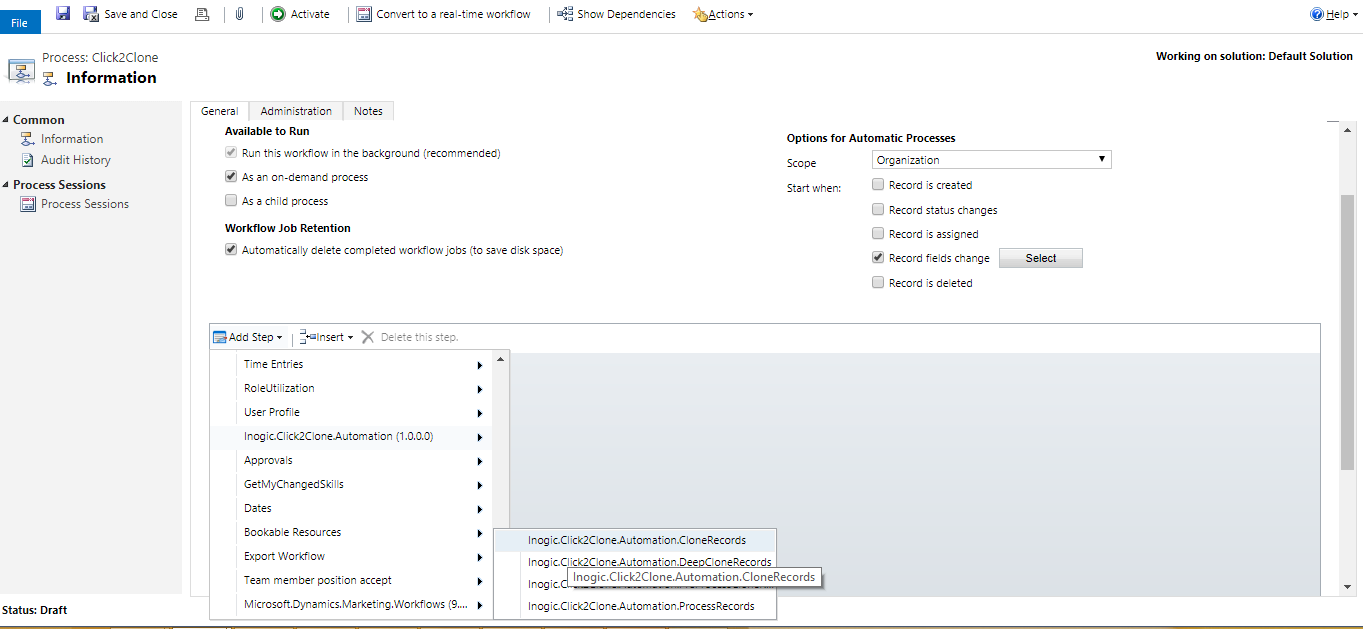 File Save and Close Activate Convert to a real-time workflow Show Dependencies Actions Help
Process: Click2Clone
Information
Working on solution: Default Solution
Common
Information
Audit History
Process Sessions
Process Sessions
General Administration Notes
Available to Run
Run this workflow in the background (recommended)
As an on-demand process
As a child process
Workflow Job Retention
Automatically delete completed workflow jobs (to save disk space)
Options for Automatic Processes
Scope Organization
Start when: Record is created
Record status changes
Record is assigned
Record fields change Select
Record is deleted
Add Step Insert Delete this step.
Time Entries
RoleUtilization
User Profile
Inogic.Click2Clone.Automation (1.0.0.0)
Approvals
GetMyChangedSkills
Dates
Bookable Resources
Export Workflow
Team member position accept
Microsoft.Dynamics.Marketing.Workflows (9....
Inogic.Click2Clone.Automation.CloneRecords
Inogic.Click2Clone.Automation.DeepCloneRecords
Inogic.Click2Clone.Automation.CloneRecords
Inogic.Click2Clone.Automation.ProcessRecords
Status: Draft